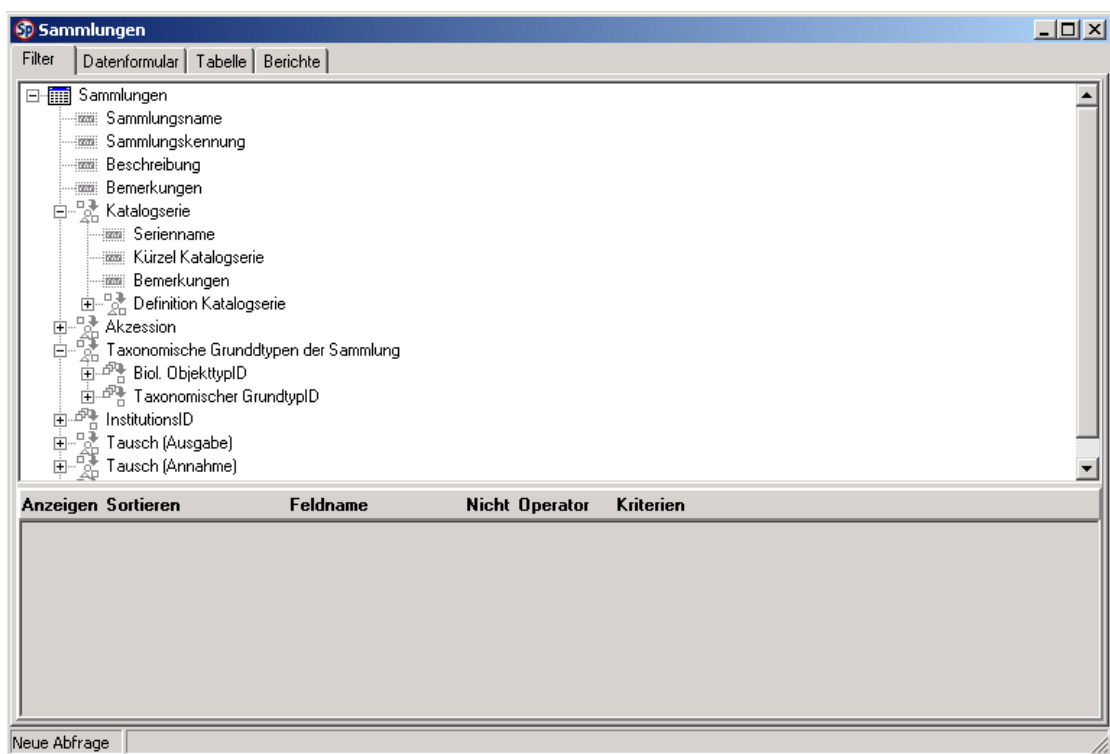 Sammlungen
Filter Datenformular Tabelle Berichte
Sammlungen
Sammlungsname
Sammlungskennung
Beschreibung
Bemerkungen
Katalogserie
Serienname
Kürzel Katalogserie
Bemerkungen
Definition Katalogserie
Akzession
Taxonomische Grunddtypen der Sammlung
Biol. ObjekttypID
Taxonomischer GrundtypID
InstitutionsID
Tausch (Ausgabe)
Tausch (Annahme)
Anzeigen Sortieren Feldname Nicht Operator Kriterien
Neue Abfrage